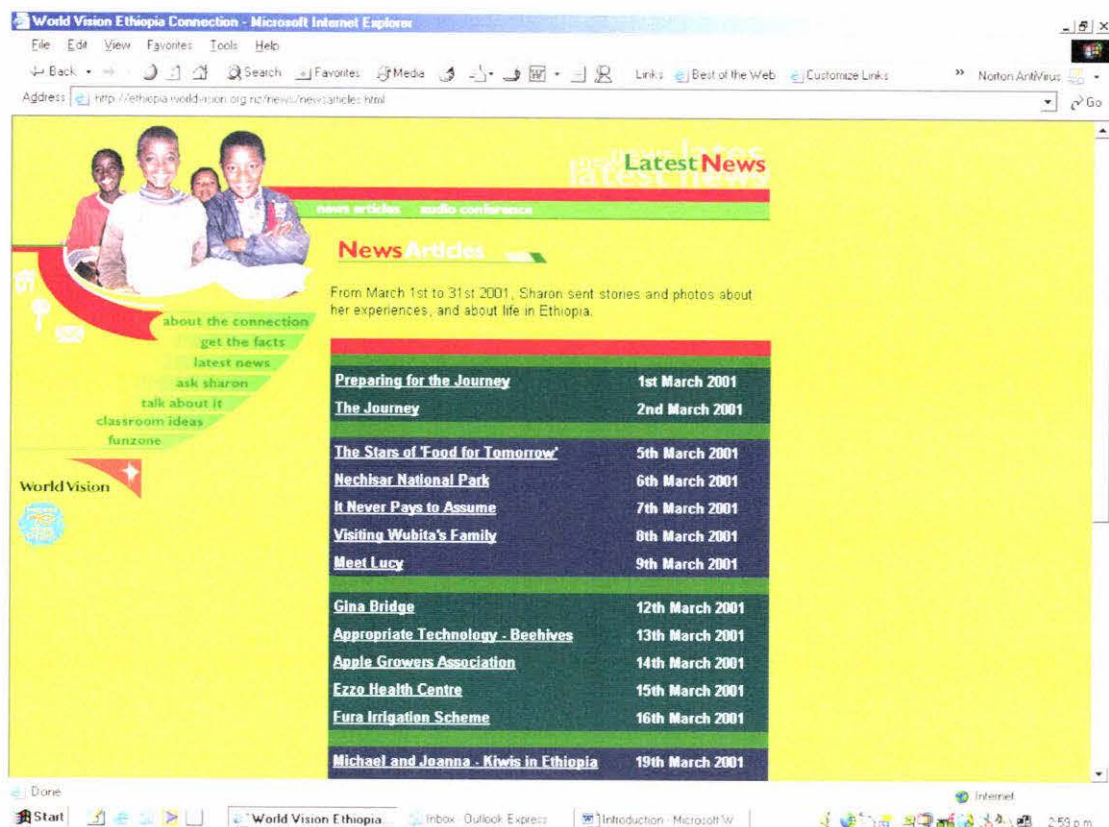 World Vision Ethiopia Connection - Microsoft Internet Explorer
File Edit View Favorites Tools Help
Back Search Favorites Media Links Best of the Web Customize Links » Norton AntiVirus
Address http://ethiopia.worldvision.org.nz/news/newsarticles.html Go
latest news
Latest News
news articles audio conference
News Articles
From March 1st to 31st 2001, Sharon sent stories and photos about
her experiences, and about life in Ethiopia.
about the connection
get the facts
latest news
ask sharon
talk about it
classroom ideas
funzone
World Vision
Preparing for the Journey 1st March 2001
The Journey 2nd March 2001
The Stars of 'Food for Tomorrow' 5th March 2001
Nechisar National Park 6th March 2001
It Never Pays to Assume 7th March 2001
Visiting Wubita's Family 8th March 2001
Meet Lucy 9th March 2001
Gina Bridge 12th March 2001
Appropriate Technology - Beehives 13th March 2001
Apple Growers Association 14th March 2001
Ezzo Health Centre 15th March 2001
Fura Irrigation Scheme 16th March 2001
Michael and Joanna - Kiwis in Ethiopia 19th March 2001
Done Internet
Start World Vision Ethiopia... Inbox Outlook Express Introduction - Microsoft W... 2:59 p.m.